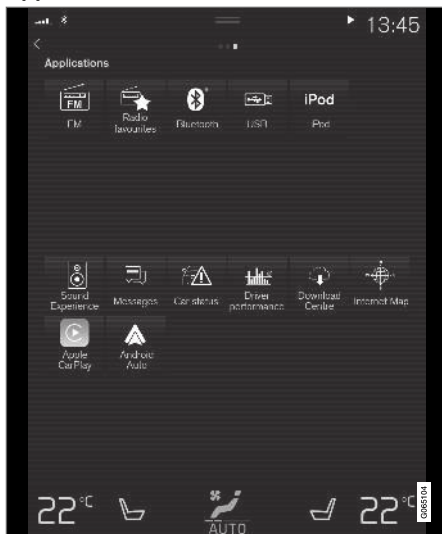 13:45
Applications
FM
iPod
FM
Radio
favourites
Bluetooth
USB
iPod
Sound
Experience
Messages
Car status
Driver
performance
Download
Centre
Internet Map
Apple
CarPlay
Android
Auto
22°C
22°C
AUTO
G065104